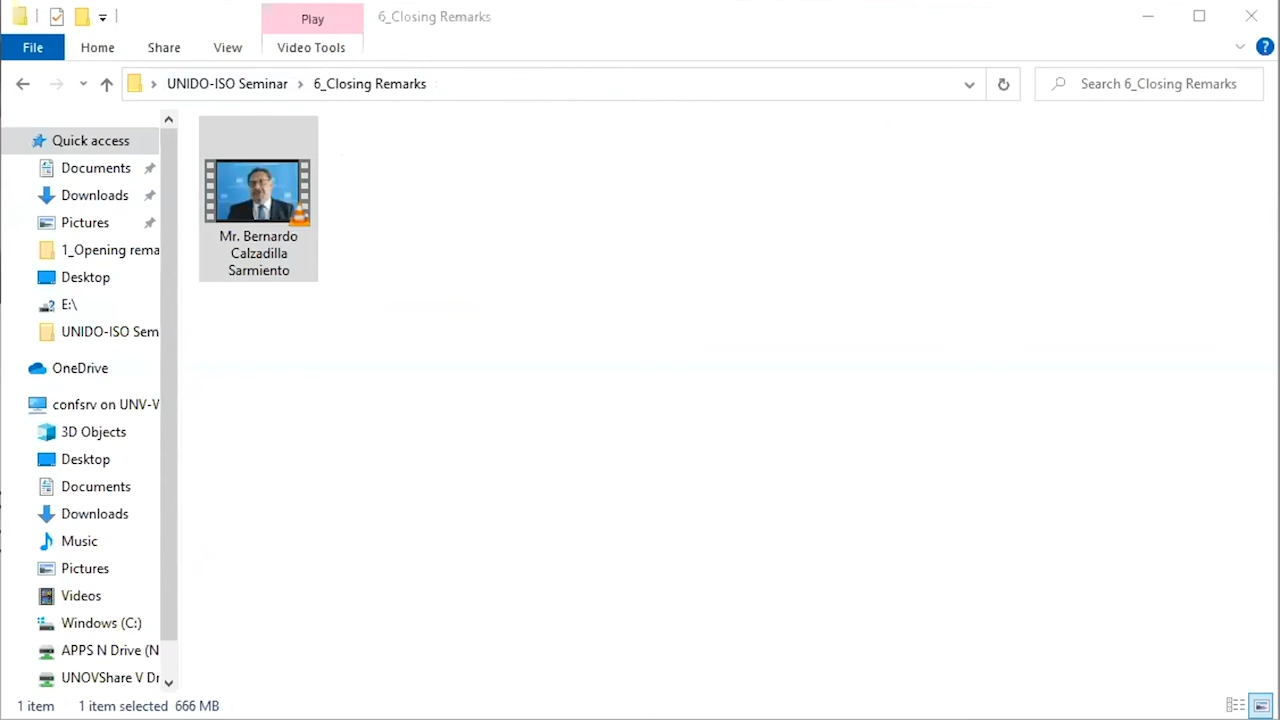 Play
6_Closing Remarks
File
Home
Share
View
Video Tools
UNIDO-ISO Seminar
6_Closing Remarks
Search 6_Closing Remarks
Quick access
Documents
Downloads
Pictures
1_Opening rema
Desktop
E:\
UNIDO-ISO Sem
OneDrive
confsrv on UNV-W
3D Objects
Desktop
Documents
Downloads
Music
Pictures
Videos
Windows (C:)
APPS N Drive (N
UNOVShare V Dr
Mr. Bernardo
Calzadilla
Sarmiento
1 item
1 item selected 666 MB